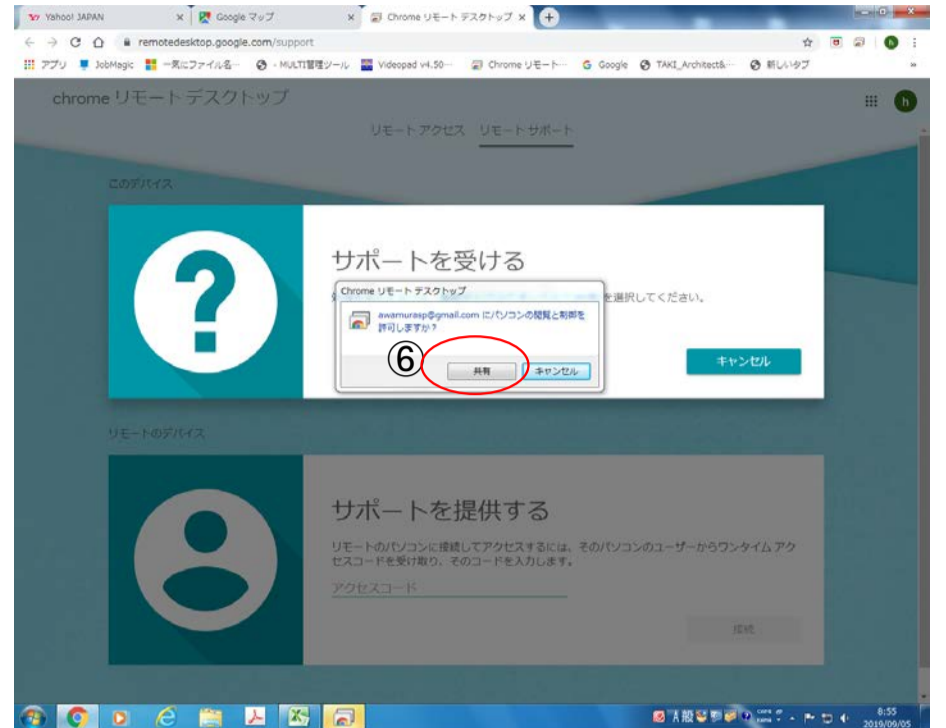 Yahoo! JAPAN
Google マップ
Chrome リモート デスクトップ
remotedesktop.google.com/support
アプリ
JobMagic
一気にファイル名…
- MULTI管理ツール
Videopad v4.50…
Chrome リモート…
Google
TAKI_Architect&…
新しいタブ
»
chrome リモート デスクトップ
h
リモート アクセス リモート サポート
このデバイス
サポートを受ける
を選択してください。
Chrome リモート デスクトップ
awamurasp@gmail.com にパソコンの閲覧と制御を
許可しますか?
⑥
共有
キャンセル
キャンセル
リモートのデバイス
サポートを提供する
リモートのパソコンに接続してアクセスするには、そのパソコンのユーザーからワンタイム アク
セスコードを受け取り、そのコードを入力します。
アクセスコード
接続
A 般
CAPS
KANA
8:55
2019/09/05